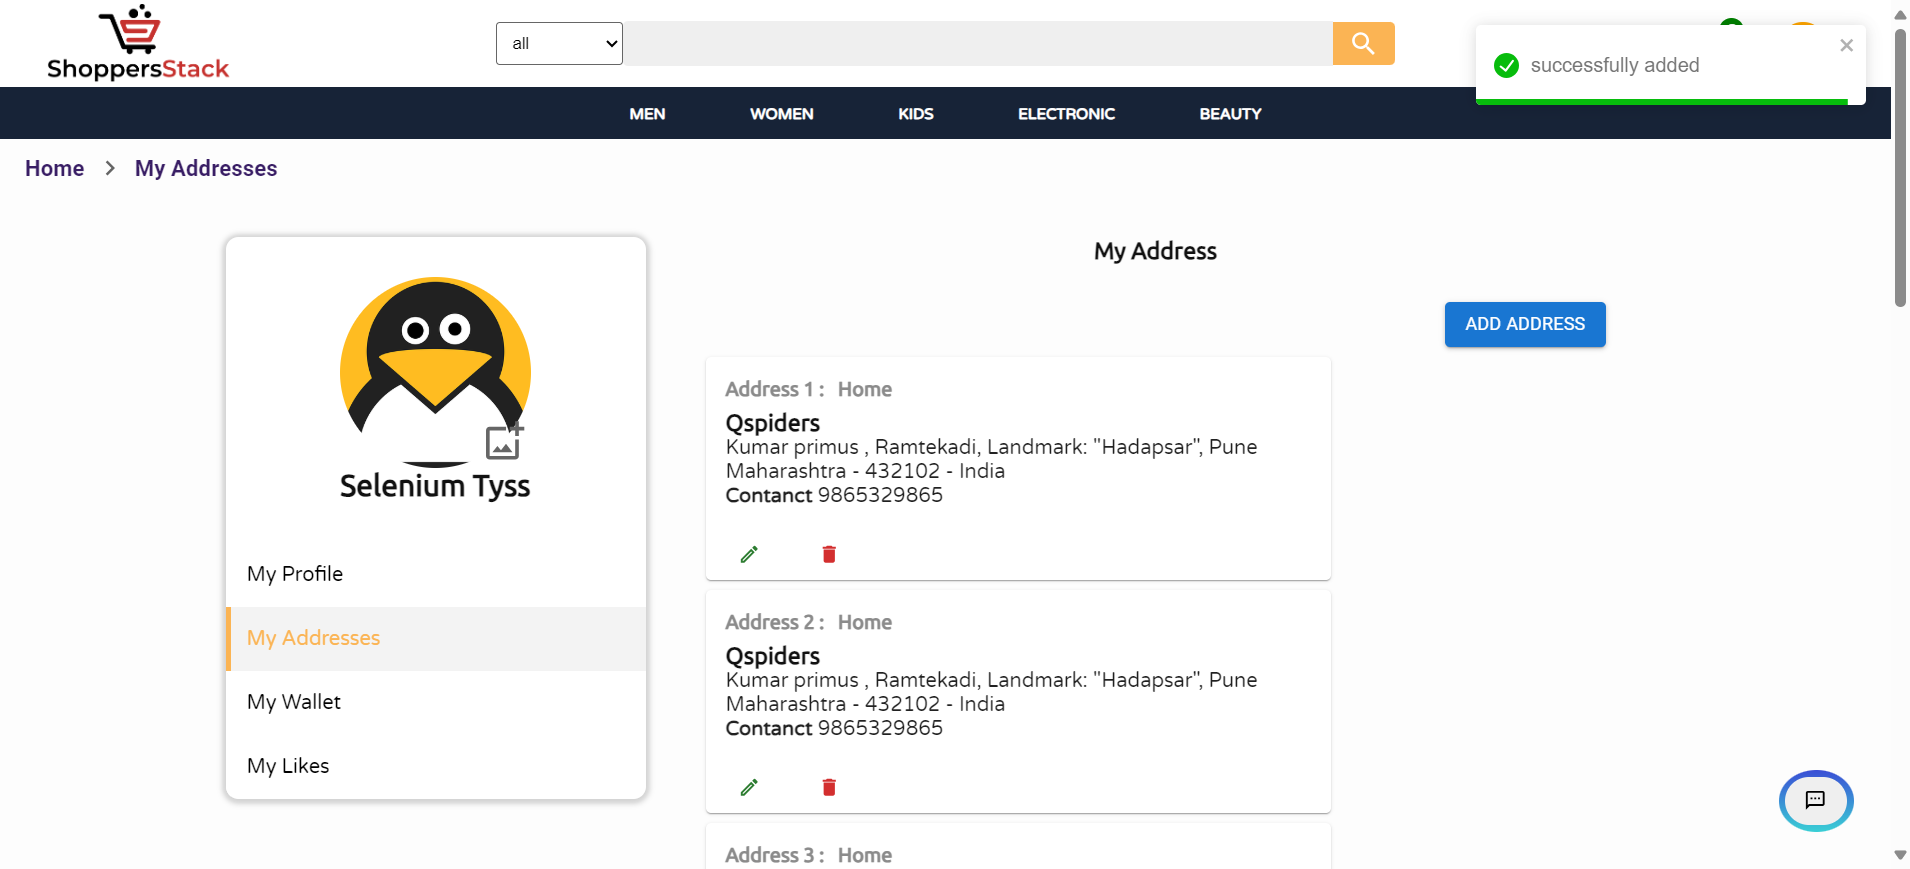 ShoppersStack
all
successfully added
MEN
WOMEN
KIDS
ELECTRONIC
BEAUTY
Home
My Addresses
My Address
ADD ADDRESS
Selenium Tyss
My Profile
My Addresses
My Wallet
My Likes
Address 1 : Home
Qspiders
Kumar primus , Ramtekadi, Landmark: "Hadapsar", Pune
Maharashtra - 432102 - India
Contanct 9865329865
Address 2 : Home
Qspiders
Kumar primus , Ramtekadi, Landmark: "Hadapsar", Pune
Maharashtra - 432102 - India
Contanct 9865329865
Address 3 : Home